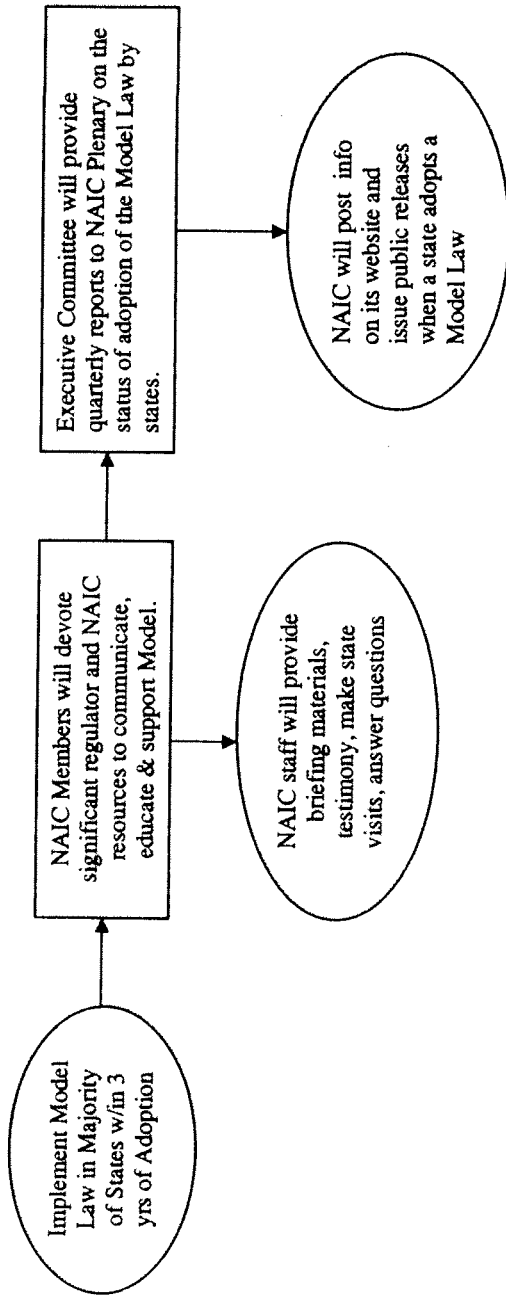 Implement Model
Law in Majority
of States w/in 3
yrs of Adoption
NAIC Members will devote
significant regulator and NAIC
resources to communicate,
educate & support Model.
Executive Committee will provide
quarterly reports to NAIC Plenary on the
status of adoption of the Model Law by
states.
NAIC staff will provide
briefing materials,
testimony, make state
visits, answer questions
NAIC will post info
on its website and
issue public releases
when a state adopts a
Model Law